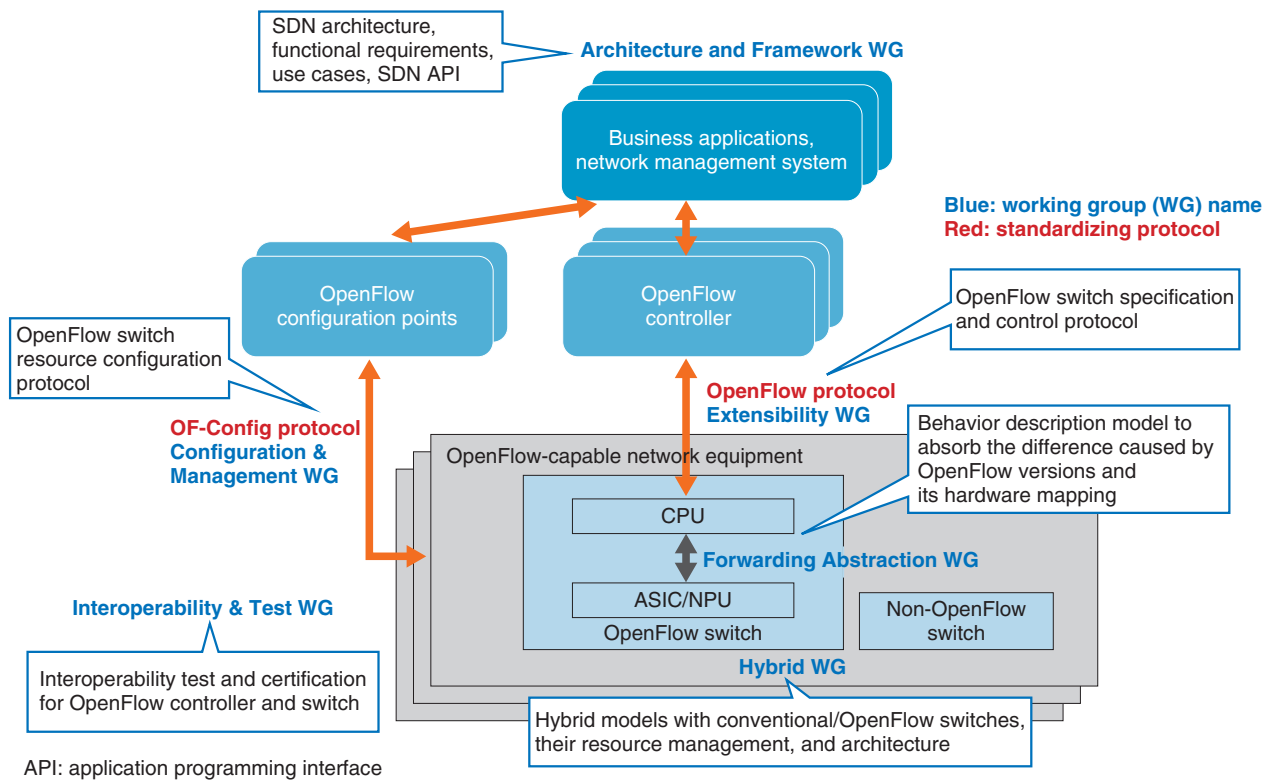 SDN architecture,
functional requirements,
use cases, SDN API
Architecture and Framework WG
Business applications,
network management system
Blue: working group (WG) name
Red: standardizing protocol
OpenFlow
configuration points
OpenFlow
controller
OpenFlow switch specification
and control protocol
OpenFlow switch
resource configuration
protocol
OpenFlow protocol
Extensibility WG
OF-Config protocol
Configuration &
Management WG
Behavior description model to
absorb the difference caused by
OpenFlow versions and
its hardware mapping
OpenFlow-capable network equipment
CPU
Forwarding Abstraction WG
ASIC/NPU
OpenFlow switch
Non-OpenFlow
switch
Interoperability & Test WG
Interoperability test and certification
for OpenFlow controller and switch
Hybrid WG
Hybrid models with conventional/OpenFlow switches,
their resource management, and architecture
API: application programming interface